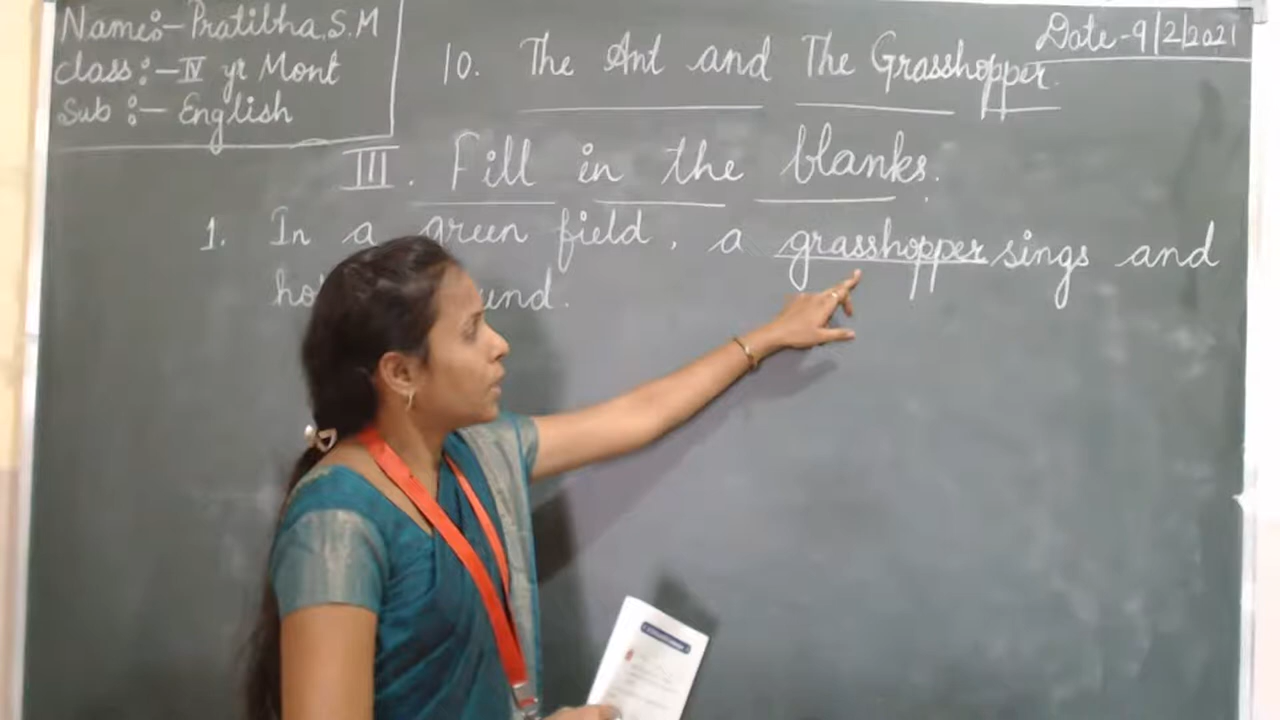 Name:- Pratibha.S.M
class:-IV yr Mont
Sub :- English
Date-9/2/2021
10. The Ant and The Grasshopper.
III. Fill in the blanks.
1. In a green field, a grasshopper sings and